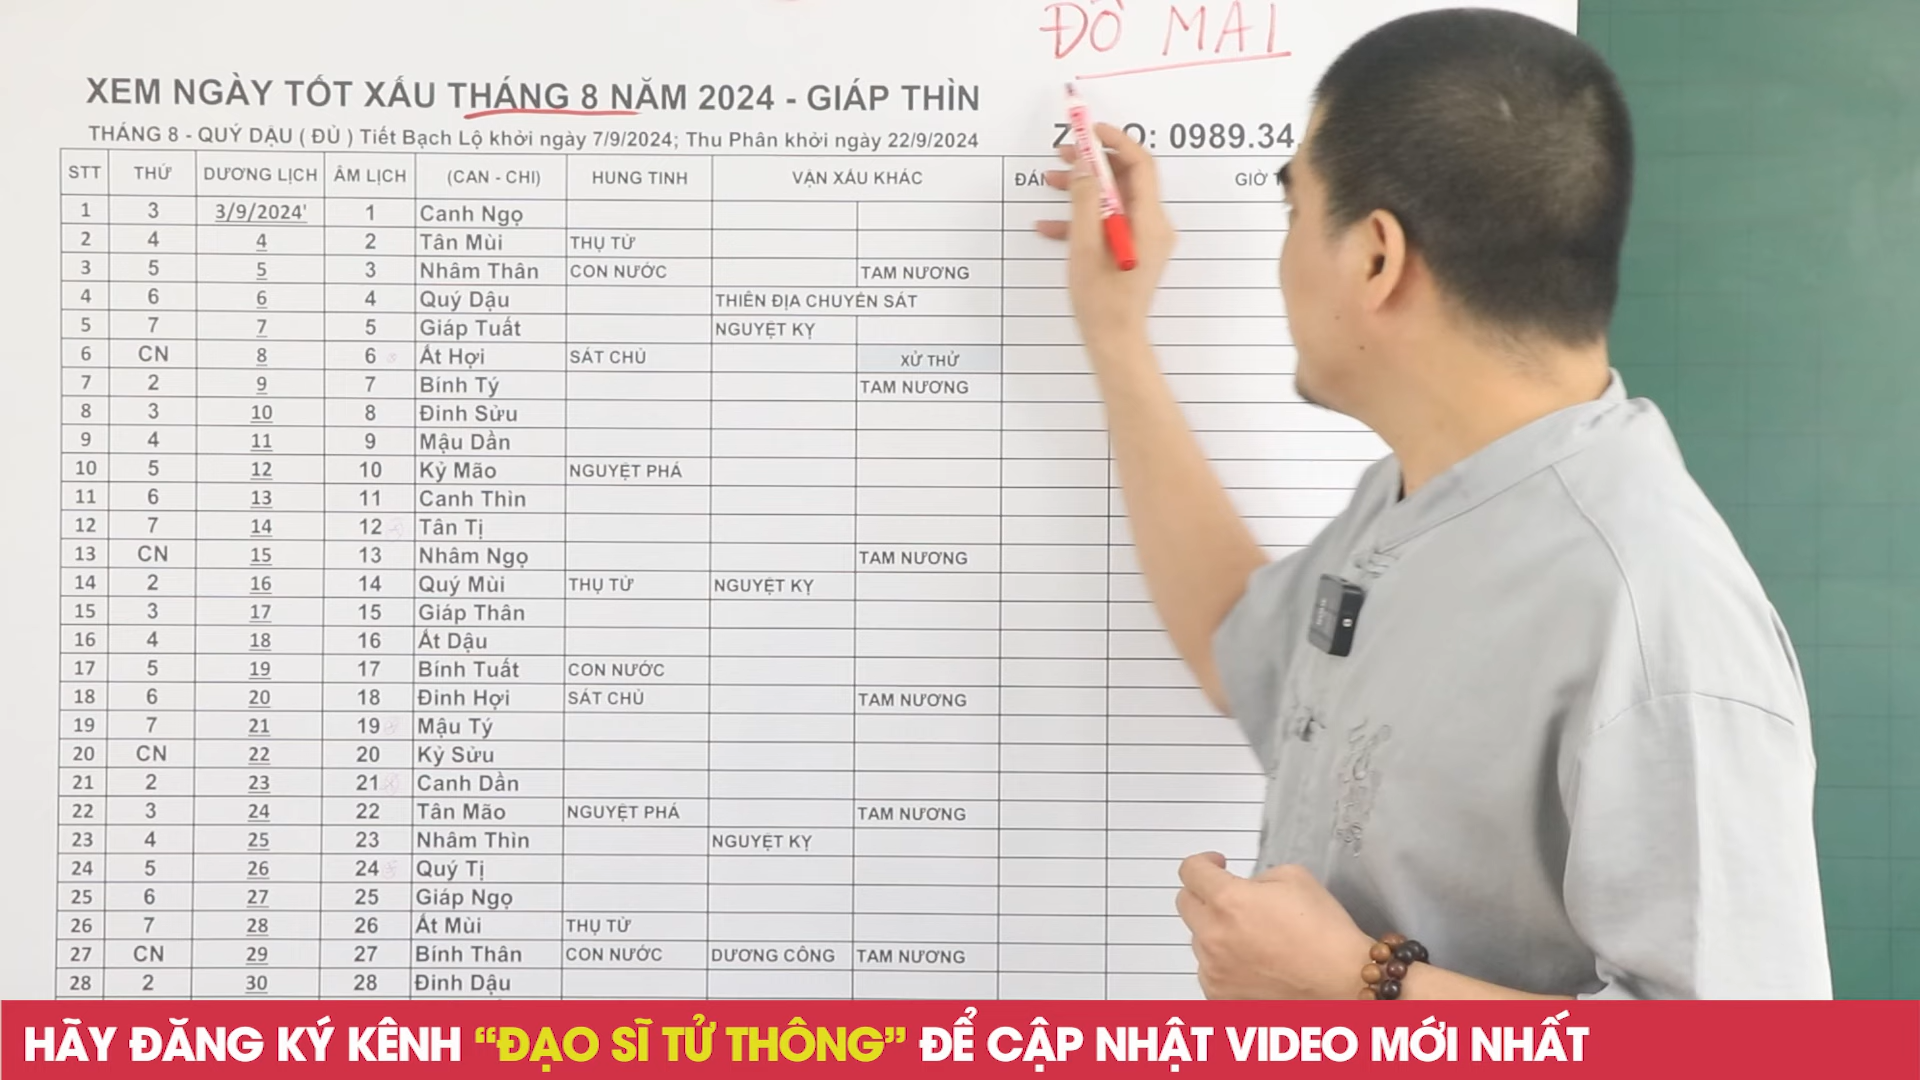 ĐỔ MAI
XEM NGÀY TỐT XẤU THÁNG 8 NĂM 2024 - GIÁP THÌN
THÁNG 8 - QUÝ DẬU ( ĐỦ ) Tiết Bạch Lộ khởi ngày 7/9/2024; Thu Phân khởi ngày 22/9/2024
0989.34.
STT THỨ DƯƠNG LỊCH ÂM LỊCH (CAN - CHI) HUNG TINH VẬN XẤU KHÁC GIỜ
1 3 3/9/2024' 1 Canh Ngọ
2 4 4 2 Tân Mùi THỤ TỬ
3 5 5 3 Nhâm Thân CON NƯỚC TAM NƯƠNG
4 6 6 4 Quý Dậu THIÊN ĐỊA CHUYỂN SÁT
5 7 7 5 Giáp Tuất NGUYỆT KỴ
6 CN 8 6 Ất Hợi SÁT CHỦ XỬ THỬ
7 2 9 7 Bính Tý TAM NƯƠNG
8 3 10 8 Đinh Sửu
9 4 11 9 Mậu Dần
10 5 12 10 Kỷ Mão NGUYỆT PHÁ
11 6 13 11 Canh Thìn
12 7 14 12 Tân Tị
13 CN 15 13 Nhâm Ngọ TAM NƯƠNG
14 2 16 14 Quý Mùi THỤ TỬ NGUYỆT KỴ
15 3 17 15 Giáp Thân
16 4 18 16 Ất Dậu
17 5 19 17 Bính Tuất CON NƯỚC
18 6 20 18 Đinh Hợi SÁT CHỦ TAM NƯƠNG
19 7 21 19 Mậu Tý
20 CN 22 20 Kỷ Sửu
21 2 23 21 Canh Dần
22 3 24 22 Tân Mão NGUYỆT PHÁ TAM NƯƠNG
23 4 25 23 Nhâm Thìn NGUYỆT KỴ
24 5 26 24 Quý Tị
25 6 27 25 Giáp Ngọ
26 7 28 26 Ất Mùi THỤ TỬ
27 CN 29 27 Bính Thân CON NƯỚC DƯƠNG CÔNG TAM NƯƠNG
28 2 30 28 Đinh Dậu
HÃY ĐĂNG KÝ KÊNH “ĐẠO SĨ TỬ THÔNG” ĐỂ CẬP NHẬT VIDEO MỚI NHẤT